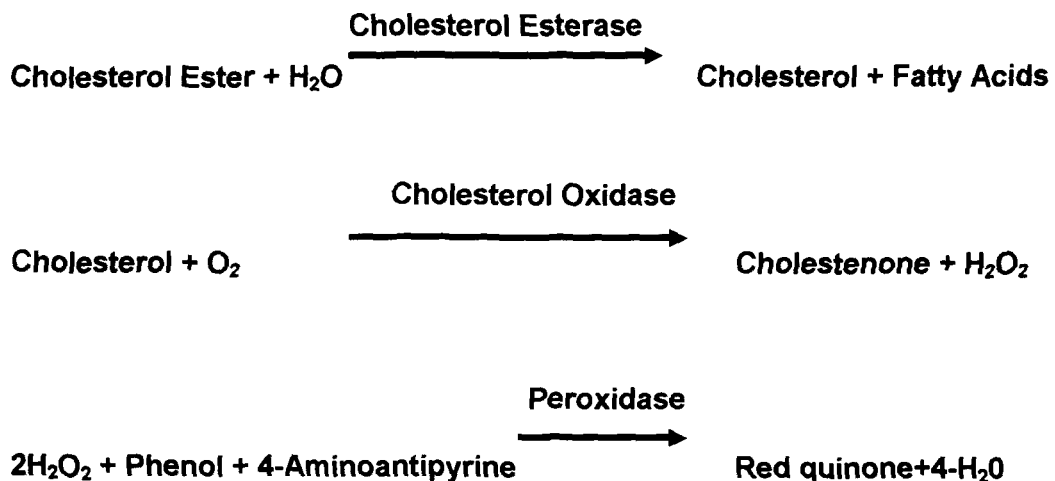 Cholesterol Esterase
Cholesterol Ester + H₂O Cholesterol + Fatty Acids
Cholesterol Oxidase
Cholesterol + O₂ Cholestenone + H₂O₂
Peroxidase
2H₂O₂ + Phenol + 4-Aminoantipyrine Red quinone+4-H₂0